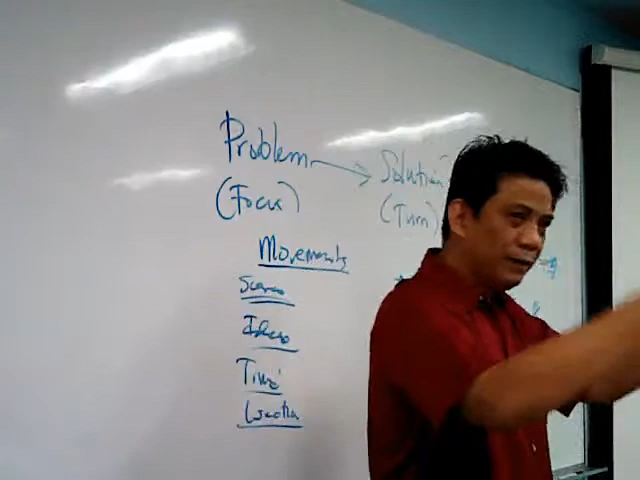 Problem → Solution
(Focus) (Turn)
Movements
Scenes
Ideas
Time
Location